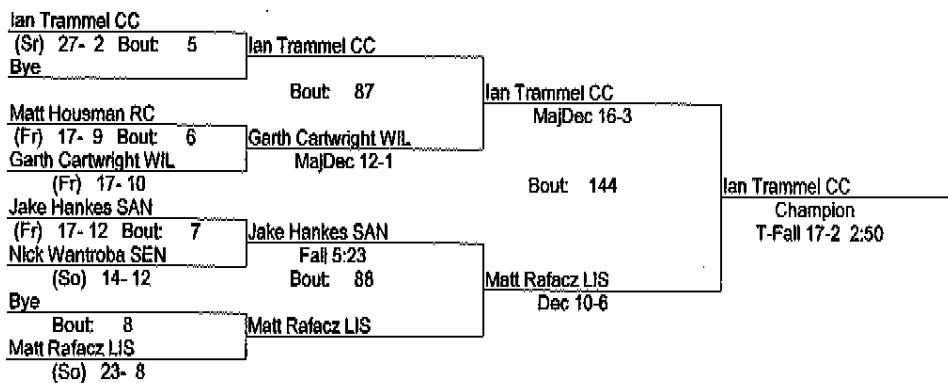 Ian Trammel CC
(Sr) 27- 2 Bout: 5
Bye
Ian Trammel CC
Bout: 87
Matt Housman RC
(Fr) 17- 9 Bout: 6
Garth Cartwright WIL
(Fr) 17- 10
Garth Cartwright WIL
MajDec 12-1
Ian Trammel CC
MajDec 16-3
Jake Hankes SAN
(Fr) 17- 12 Bout: 7
Nick Wantroba SEN
(So) 14- 12
Jake Hankes SAN
Fall 5:23
Bout: 88
Bye
Bout: 8
Matt Rafacz LIS
(So) 23- 8
Matt Rafacz LIS
Matt Rafacz LIS
Dec 10-6
Bout: 144
Ian Trammel CC
Champion
T-Fall 17-2 2:50